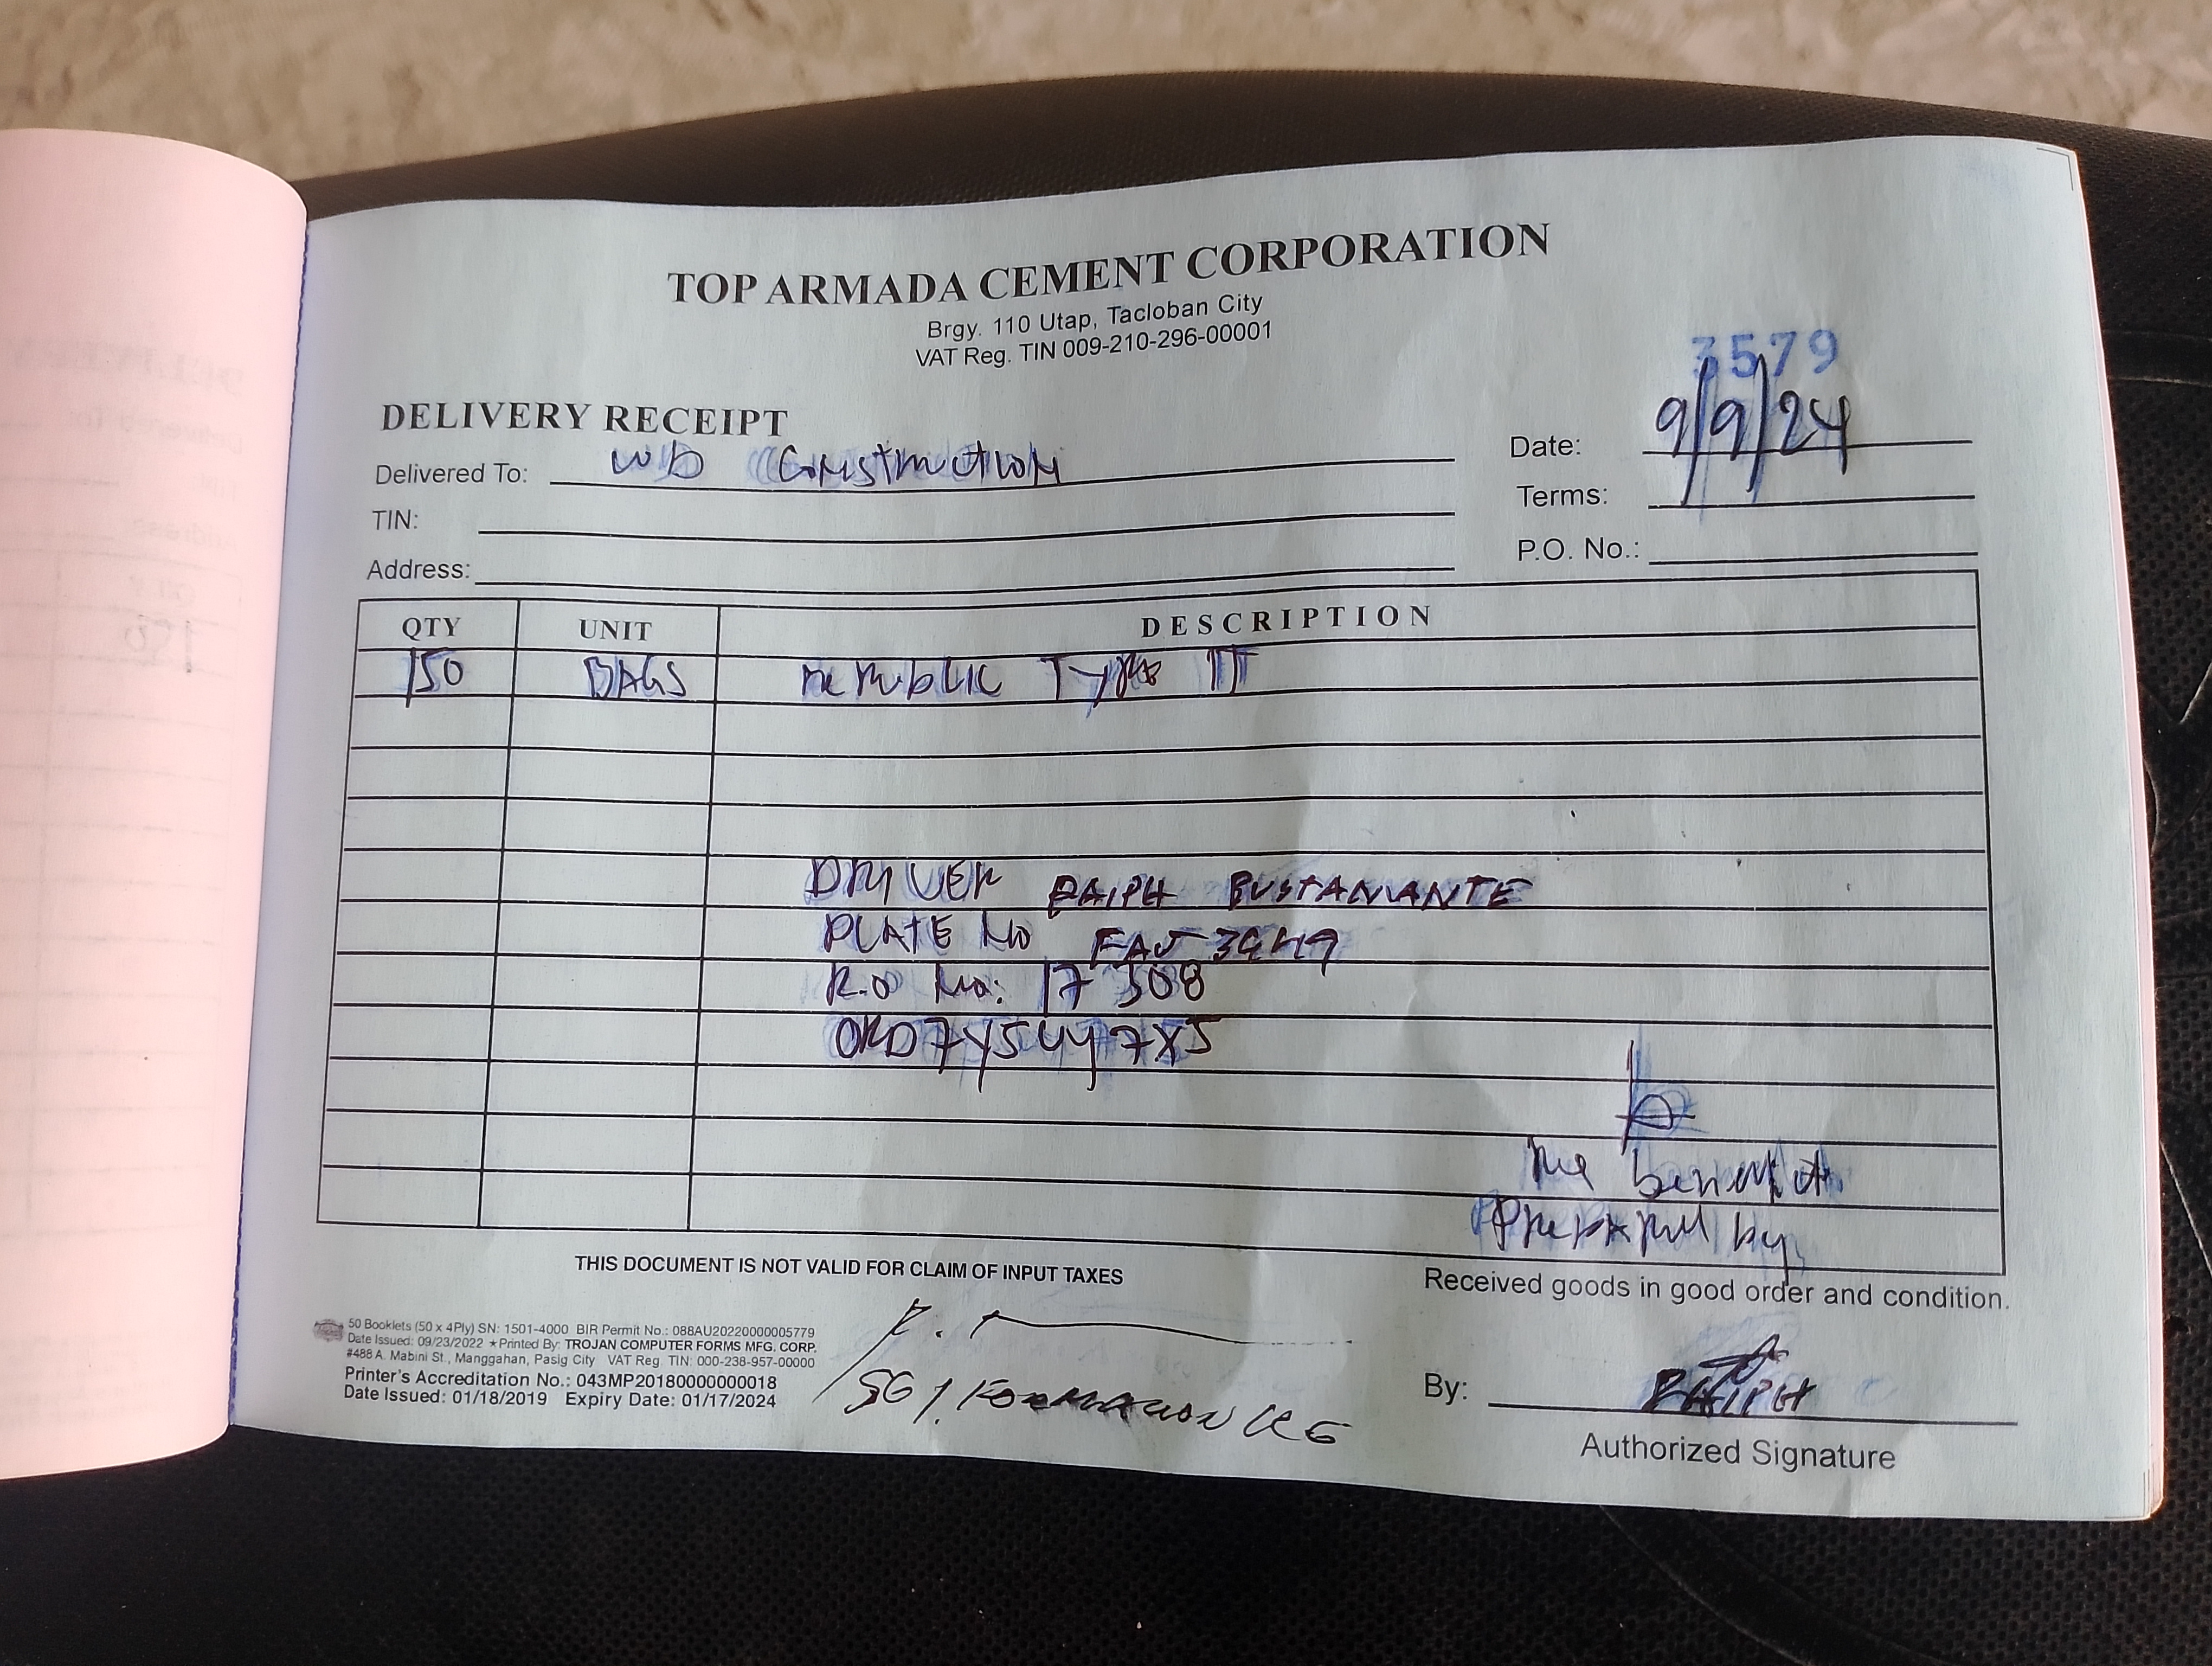 TOP ARMADA CEMENT CORPORATION
Brgy. 110 Utap, Tacloban City
VAT Reg. TIN 009-210-296-00001
3579
DELIVERY RECEIPT
Date: 9/9/24
Delivered To: WD Construction
Terms:
TIN:
P.O. No.:
Address:
QTY UNIT DESCRIPTION
150 BAGS Republic Type IT
DRIVER RALPH BUSTAMANTE
PLATE NO FAJ 3949
R.O No: 17308
Prepared by
THIS DOCUMENT IS NOT VALID FOR CLAIM OF INPUT TAXES
Received goods in good order and condition.
50 Booklets (50 x 4Ply) SN: 1501-4000 BIR Permit No.: 088AU20220000005779
Date Issued: 09/23/2022 ★Printed By: TROJAN COMPUTER FORMS MFG. CORP.
#488 A. Mabini St., Manggahan, Pasig City VAT Reg. TIN: 000-238-957-00000
Printer's Accreditation No.: 043MP20180000000018
Date Issued: 01/18/2019 Expiry Date: 01/17/2024
By: RALPH
Authorized Signature